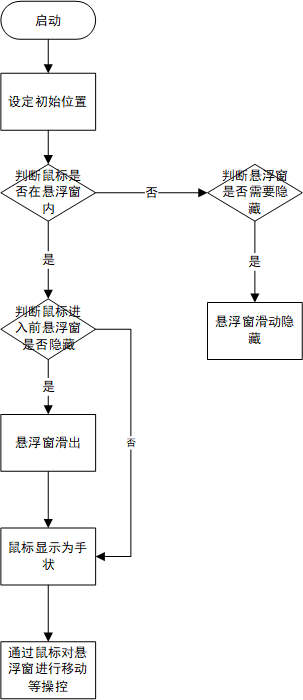 启动
设定初始位置
判断鼠标是
否在悬浮窗
内
否
判断悬浮窗
是否需要隐
藏
是
是
判断鼠标进
入前悬浮窗
是否隐藏
悬浮窗滑动隐
藏
是
否
悬浮窗滑出
鼠标显示为手
状
通过鼠标对悬
浮窗进行移动
等操控